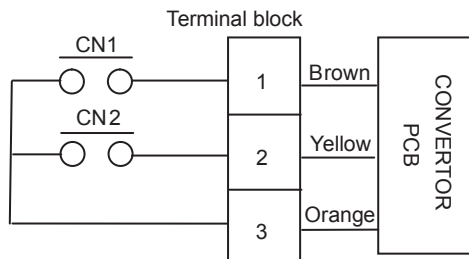 Terminal block
CN1
1
Brown
CN2
2
Yellow
3
Orange
CONVERTOR
PCB